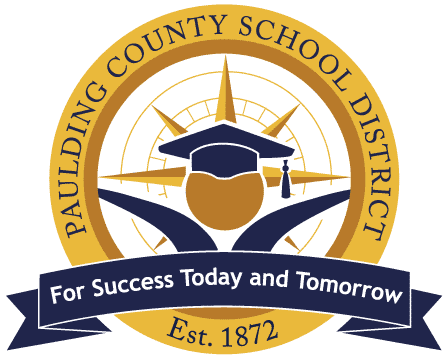 PAULDING COUNTY SCHOOL DISTRICT
For Success Today and Tomorrow
Est. 1872